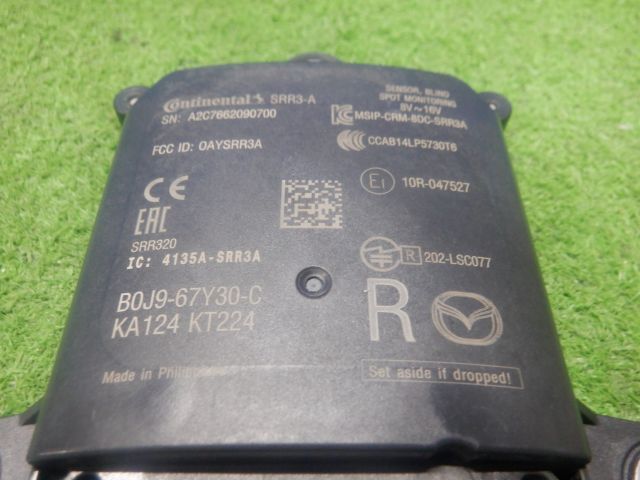 Continental SRR3-A
SN: A2C7662090700
SENSOR, BLIND
SPOT MONITORING
8V~16V
MSIP-CRM-8DC-SRR3A
FCC ID: OAYSRR3A
CCAB14LP5730T6
CE
E1 10R-047527
EAC
SRR320
IC: 4135A-SRR3A
R 202-LSC077
B0J9-67Y30-C
KA124 KT224
R
Made in
Set aside if dropped!